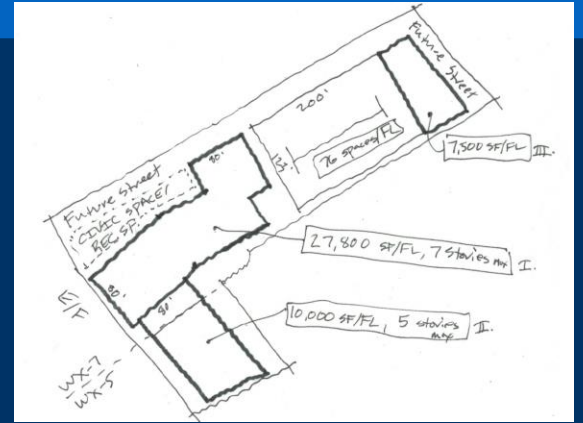 Future Street
200'
122'
76 spaces/FL
7,500 SF/FL III.
Future Street
CIVIC SPACE/
REC SP.
90'
27,800 SF/FL, 7 Stories max I.
E/F
90'
90'
10,000 SF/FL, 5 stories
max II.
WX-7
WX-5